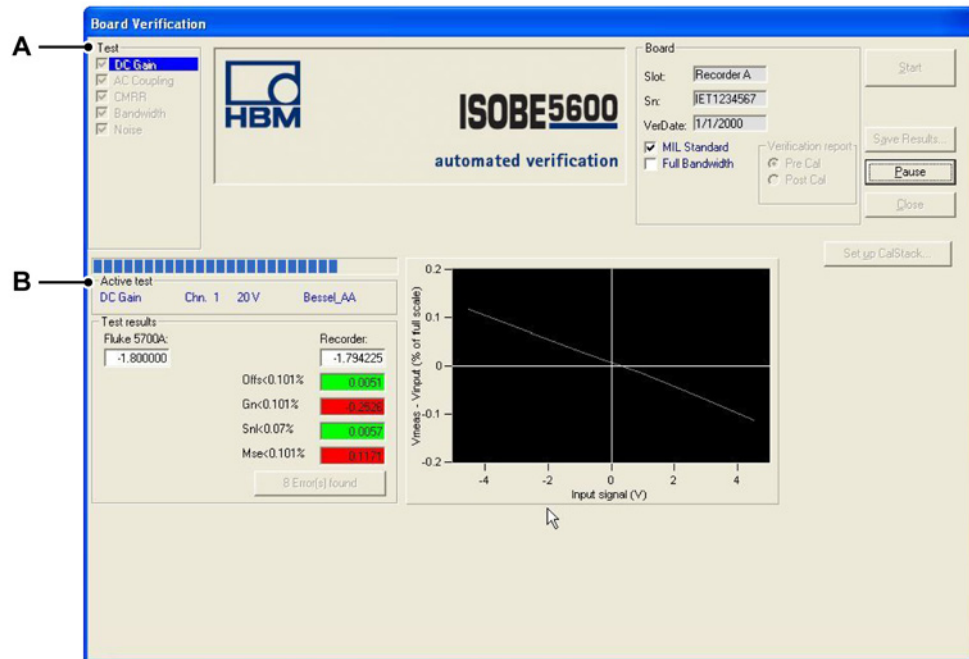 Board Verification
A
Test
DC Gain
AC Coupling
CMRR
Bandwidth
Noise
HBM
ISOBE5600
automated verification
Board
Slot: Recorder A
Sn: IET1234567
VerDate: 1/1/2000
MIL Standard
Full Bandwidth
Verification report
Pre Cal
Post Cal
Start
Save Results...
Pause
Close
Set up CalStack...
B
Active test
DC Gain Chn. 1 20 V Bessel_AA
Test results
Fluke 5700A: Recorder:
-1.800000 -1.794225
Offs<0.101% 0.0051
Gn<0.101% -0.2526
Snl<0.07% 0.0057
Mse<0.101% 0.1171
8 Error(s) found
Vmeas - Vinput (% of full scale)
0.2
0.1
0
-0.1
-0.2
-4 -2 0 2 4
Input signal (V)